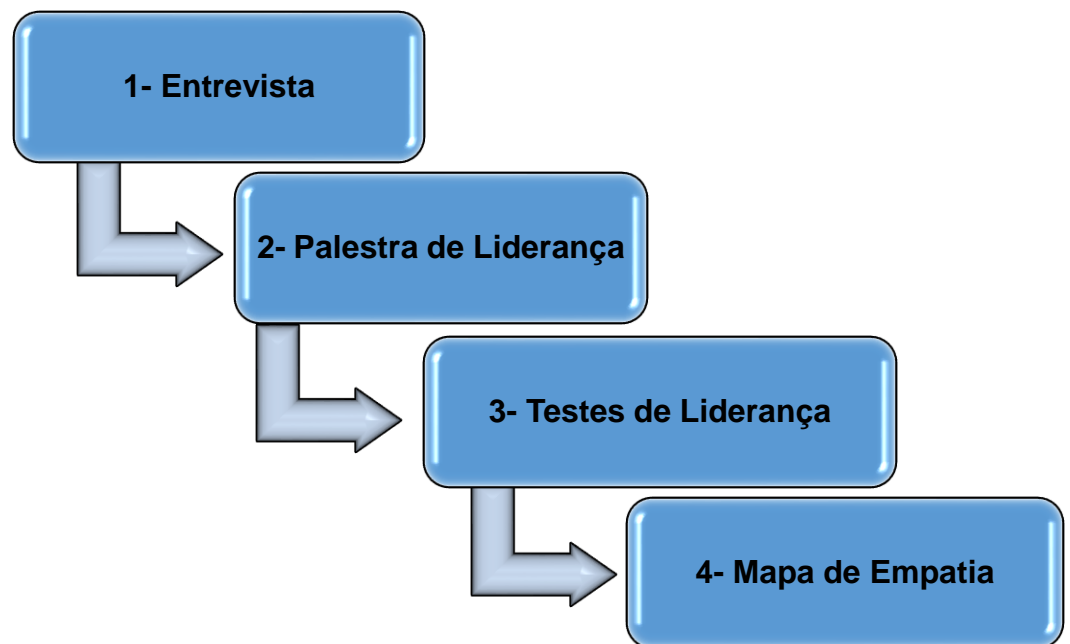 1- Entrevista
2- Palestra de Liderança
3- Testes de Liderança
4- Mapa de Empatia